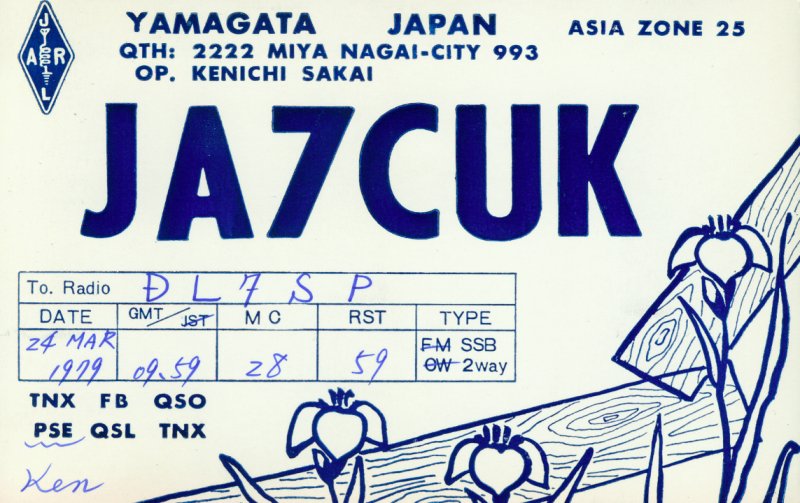 J
A R
L
YAMAGATA JAPAN ASIA ZONE 25
QTH: 2222 MIYA NAGAI-CITY 993
OP. KENICHI SAKAI
JA7CUK
To. Radio DL7SP
DATE GMT/JST MC RST TYPE
24 MAR
1979 09.59 28 59
FM SSB
CW 2way
TNX FB QSO
PSE QSL TNX
Ken